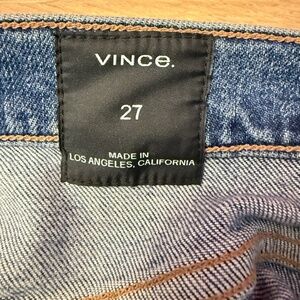 VINCE.
27
MADE IN
LOS ANGELES, CALIFORNIA